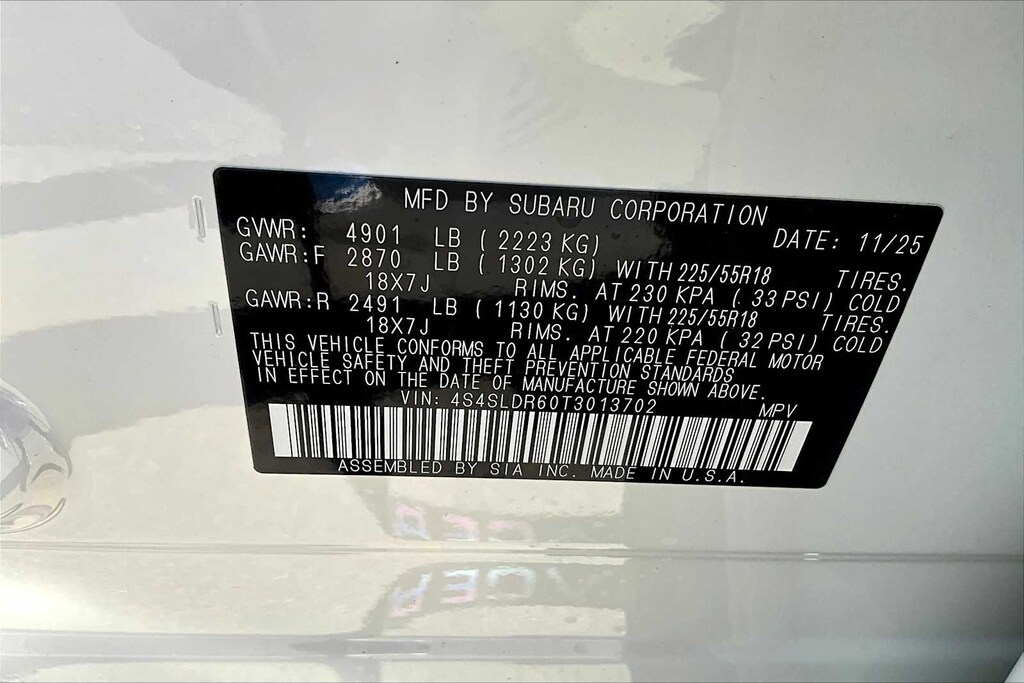 MFD BY SUBARU CORPORATION
GVWR: 4901 LB ( 2223 KG) DATE: 11/25
GAWR:F 2870 LB ( 1302 KG) WITH 225/55R18 TIRES.
18X7J RIMS. AT 230 KPA ( 33 PSI) COLD
GAWR:R 2491 LB ( 1130 KG) WITH 225/55R18 TIRES.
18X7J RIMS. AT 220 KPA ( 32 PSI) COLD
THIS VEHICLE CONFORMS TO ALL APPLICABLE FEDERAL MOTOR
VEHICLE SAFETY AND THEFT PREVENTION STANDARDS
IN EFFECT ON THE DATE OF MANUFACTURE SHOWN ABOVE.
VIN: 4S4SLDR60T3013702 MPV
ASSEMBLED BY SIA INC. MADE IN U.S.A.